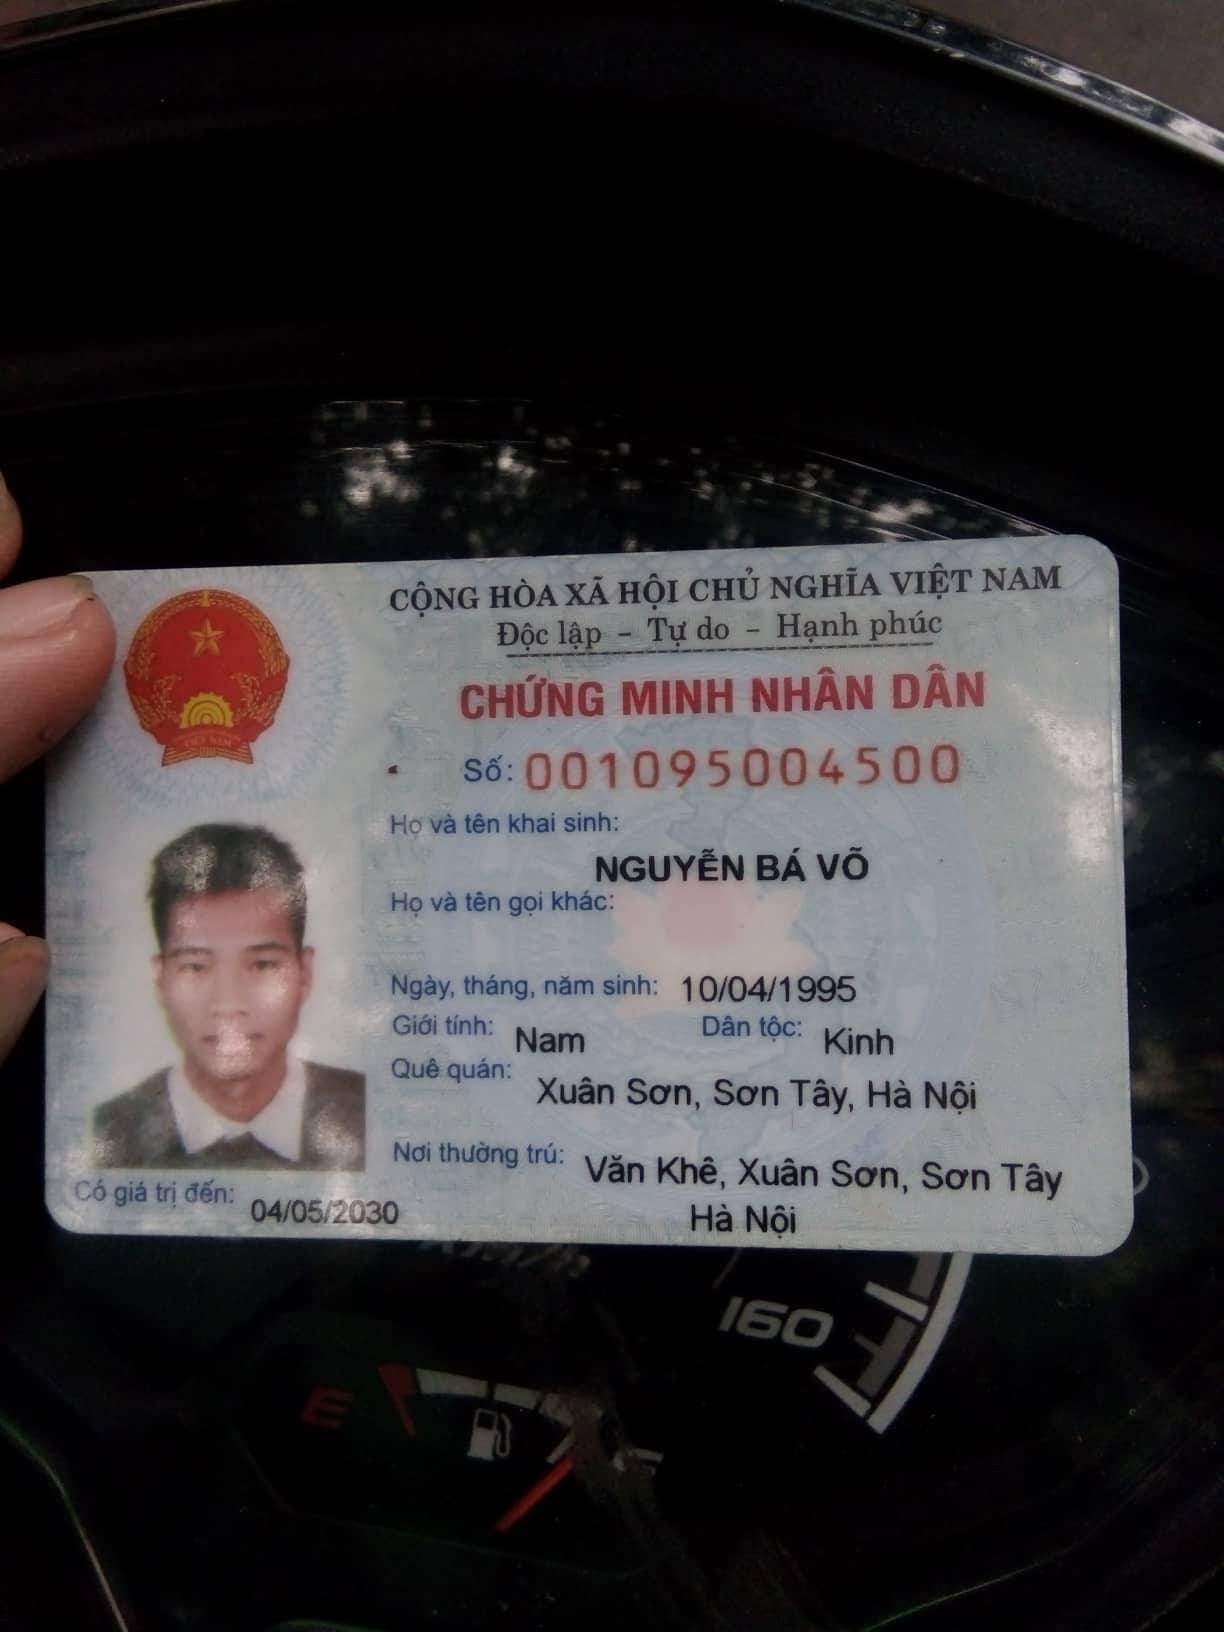 CỘNG HÒA XÃ HỘI CHỦ NGHĨA VIỆT NAM
Độc lập - Tự do - Hạnh phúc
CHỨNG MINH NHÂN DÂN
Số: 001095004500
Họ và tên khai sinh:
NGUYỄN BÁ VÕ
Họ và tên gọi khác:
Ngày, tháng, năm sinh: 10/04/1995
Giới tính: Nam Dân tộc: Kinh
Quê quán: Xuân Sơn, Sơn Tây, Hà Nội
Nơi thường trú: Văn Khê, Xuân Sơn, Sơn Tây
Hà Nội
Có giá trị đến: 04/05/2030
VIỆT NAM
km/h
160
E